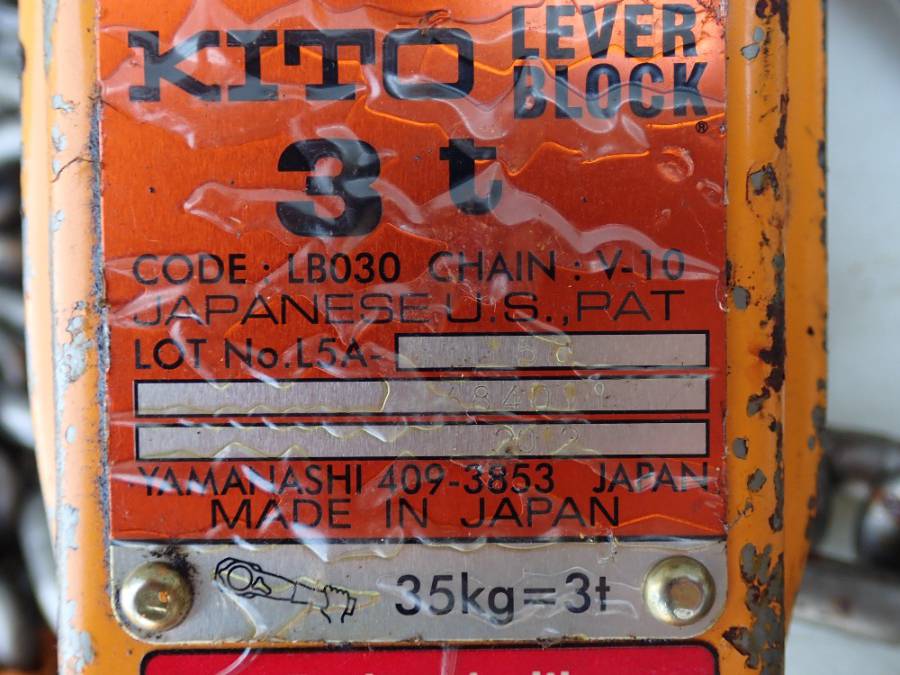 KITO LEVER BLOCK®
3t
CODE : LB030 CHAIN : V-10
JAPANESE U.S., PAT
LOT No. L5A-
YAMANASHI 409-3853 JAPAN
MADE IN JAPAN
35kg=3t